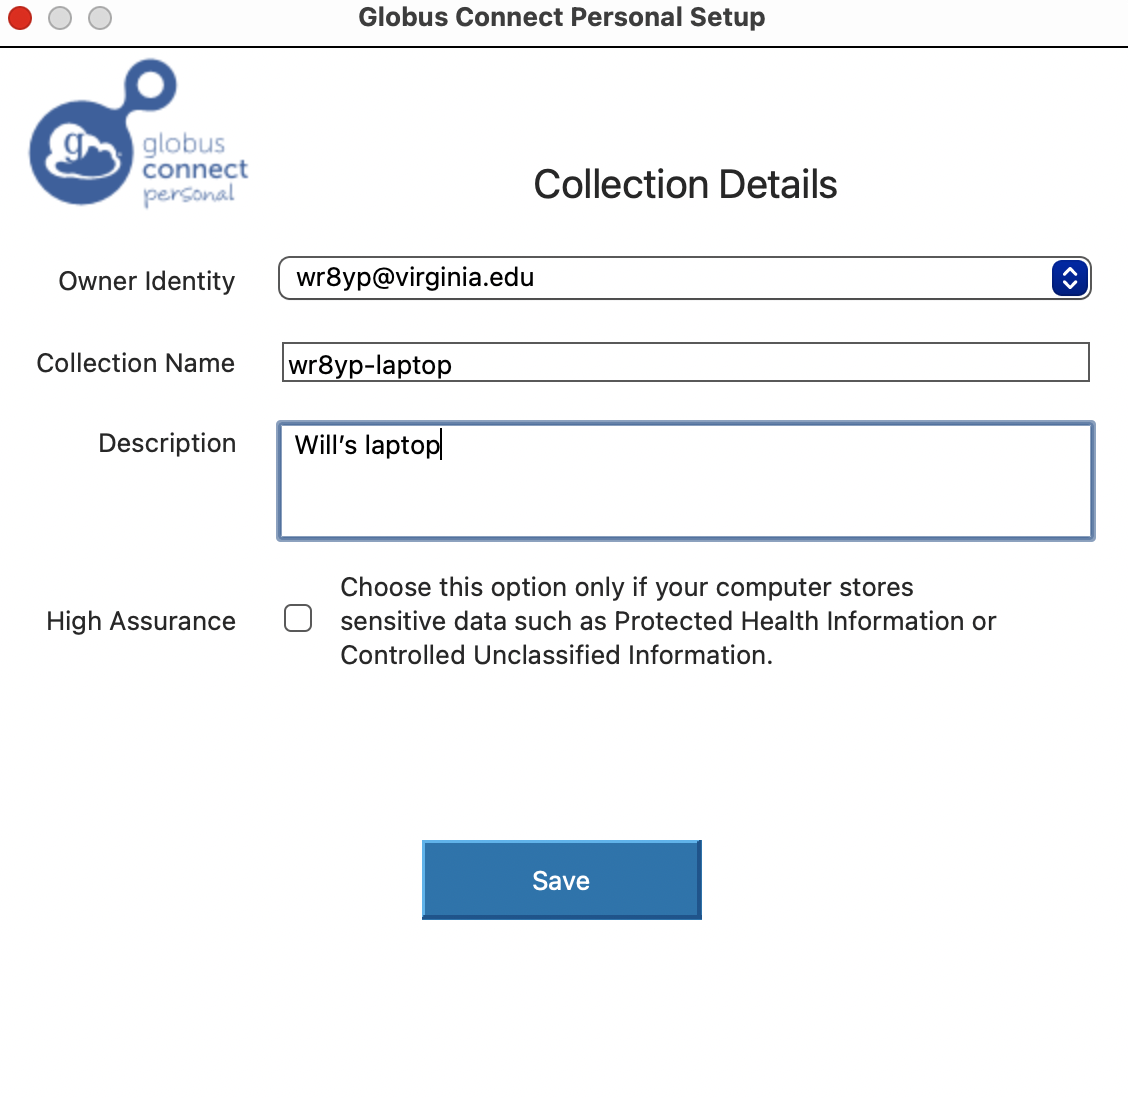 Globus Connect Personal Setup
g
globus
connect
personal
Collection Details
Owner Identity
wr8yp@virginia.edu
Collection Name
wr8yp-laptop
Description
Will’s laptop
High Assurance
Choose this option only if your computer stores
sensitive data such as Protected Health Information or
Controlled Unclassified Information.
Save